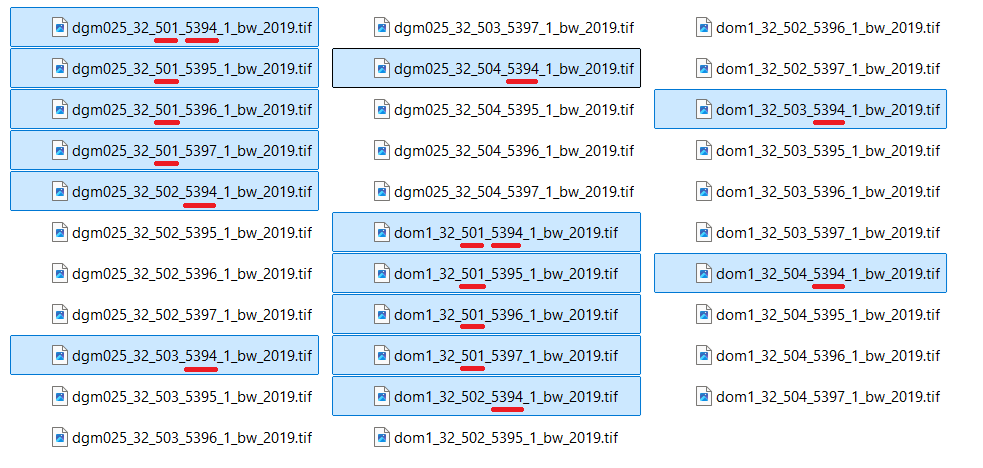 dgm025_32_501_5394_1_bw_2019.tif
dgm025_32_501_5395_1_bw_2019.tif
dgm025_32_501_5396_1_bw_2019.tif
dgm025_32_501_5397_1_bw_2019.tif
dgm025_32_502_5394_1_bw_2019.tif
dgm025_32_502_5395_1_bw_2019.tif
dgm025_32_502_5396_1_bw_2019.tif
dgm025_32_502_5397_1_bw_2019.tif
dgm025_32_503_5394_1_bw_2019.tif
dgm025_32_503_5395_1_bw_2019.tif
dgm025_32_503_5396_1_bw_2019.tif
dgm025_32_503_5397_1_bw_2019.tif
dgm025_32_504_5394_1_bw_2019.tif
dgm025_32_504_5395_1_bw_2019.tif
dgm025_32_504_5396_1_bw_2019.tif
dgm025_32_504_5397_1_bw_2019.tif
dom1_32_501_5394_1_bw_2019.tif
dom1_32_501_5395_1_bw_2019.tif
dom1_32_501_5396_1_bw_2019.tif
dom1_32_501_5397_1_bw_2019.tif
dom1_32_502_5394_1_bw_2019.tif
dom1_32_502_5395_1_bw_2019.tif
dom1_32_502_5396_1_bw_2019.tif
dom1_32_502_5397_1_bw_2019.tif
dom1_32_503_5394_1_bw_2019.tif
dom1_32_503_5395_1_bw_2019.tif
dom1_32_503_5396_1_bw_2019.tif
dom1_32_503_5397_1_bw_2019.tif
dom1_32_504_5394_1_bw_2019.tif
dom1_32_504_5395_1_bw_2019.tif
dom1_32_504_5396_1_bw_2019.tif
dom1_32_504_5397_1_bw_2019.tif